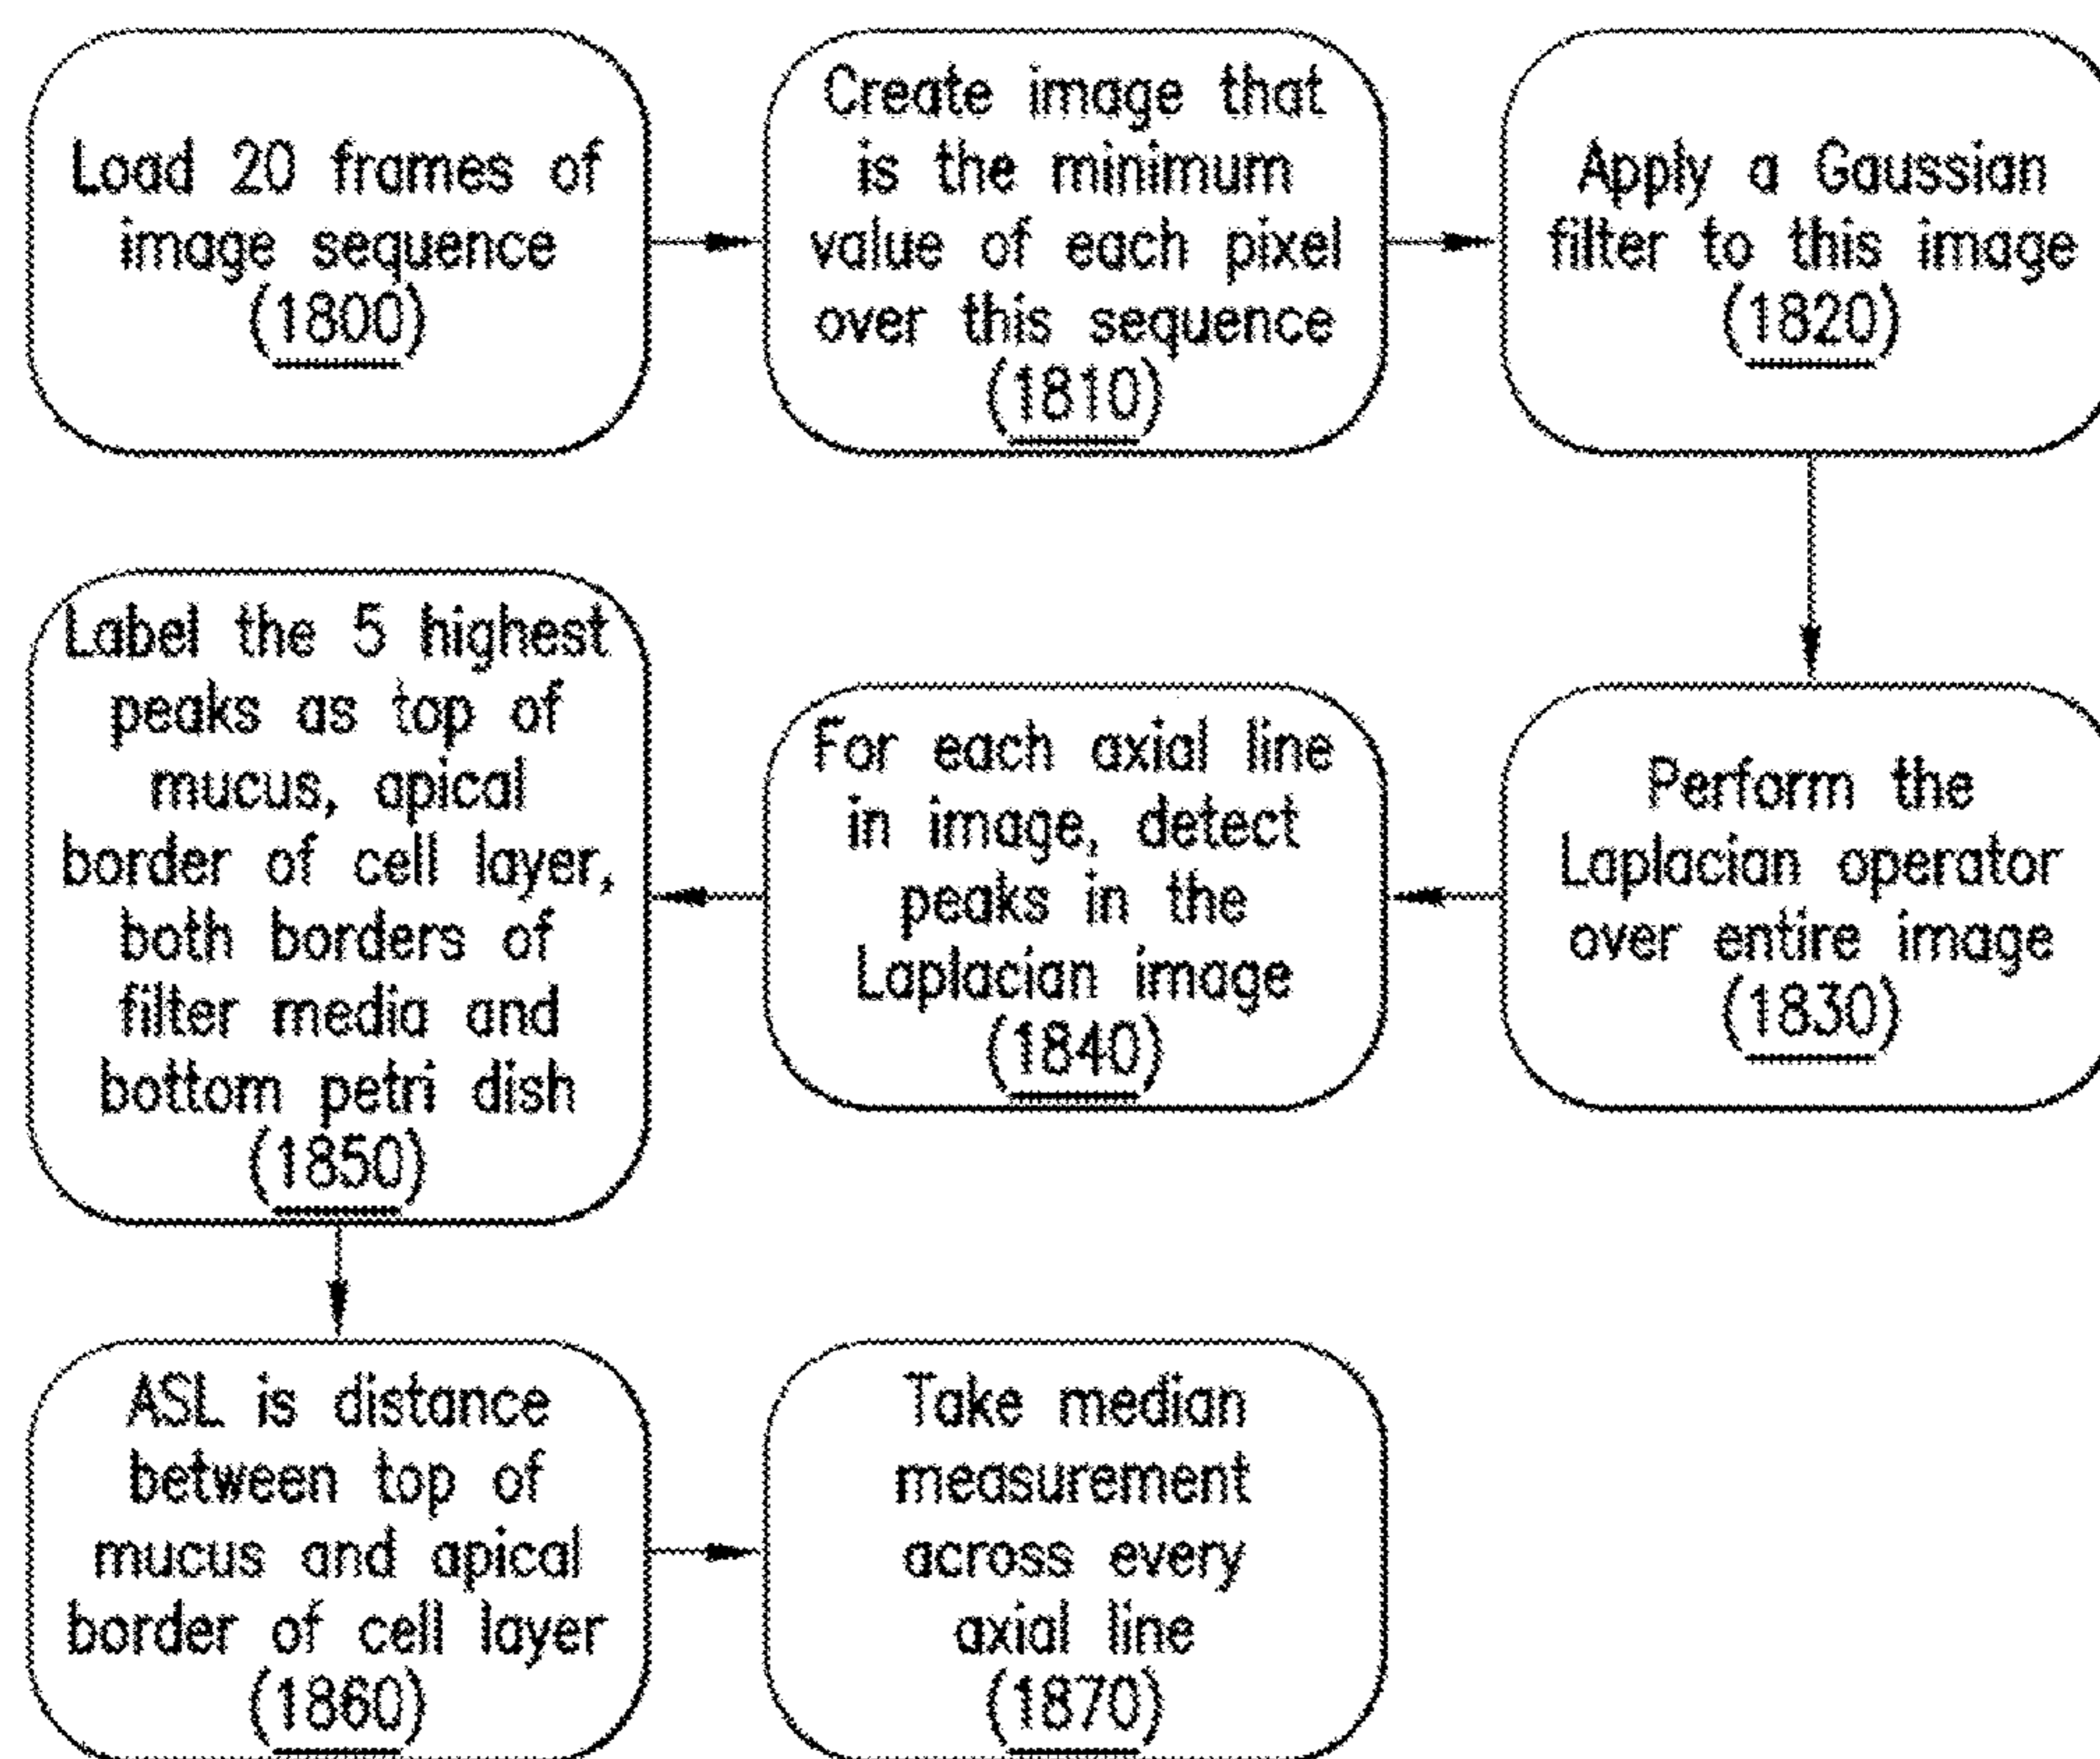 Load 20 frames of
image sequence
(1800)
Create image that
is the minimum
value of each pixel
over this sequence
(1810)
Apply a Gaussian
filter to this image
(1820)
Perform the
Laplacian operator
over entire image
(1830)
For each axial line
in image, detect
peaks in the
Laplacian image
(1840)
Label the 5 highest
peaks as top of
mucus, apical
border of cell layer,
both borders of
filter media and
bottom petri dish
(1850)
ASL is distance
between top of
mucus and apical
border of cell layer
(1860)
Take median
measurement
across every
axial line
(1870)